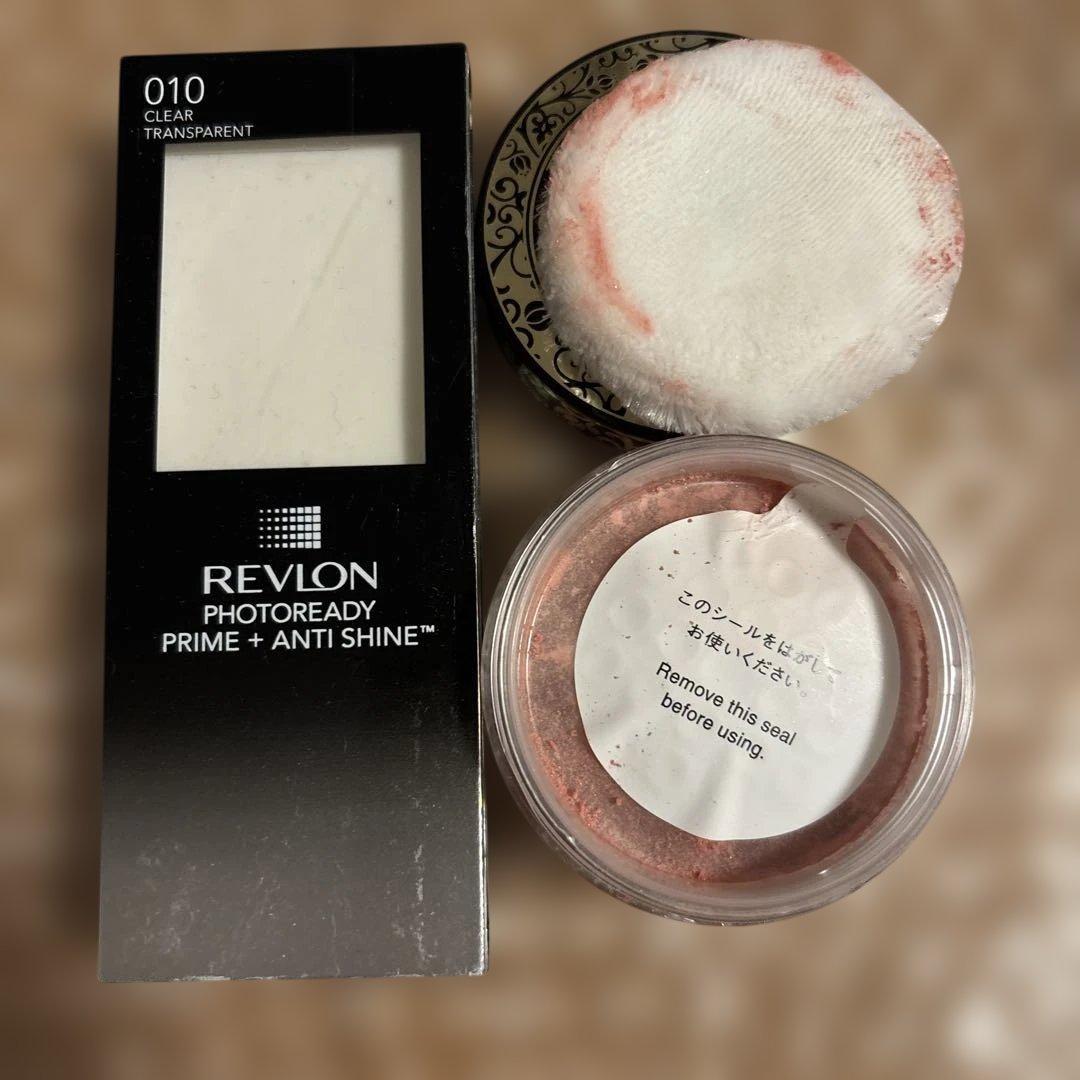 010
CLEAR
TRANSPARENT
REVLON
PHOTOREADY
PRIME + ANTI SHINE™
このシールをはがして
お使いください。
Remove this seal
before using.